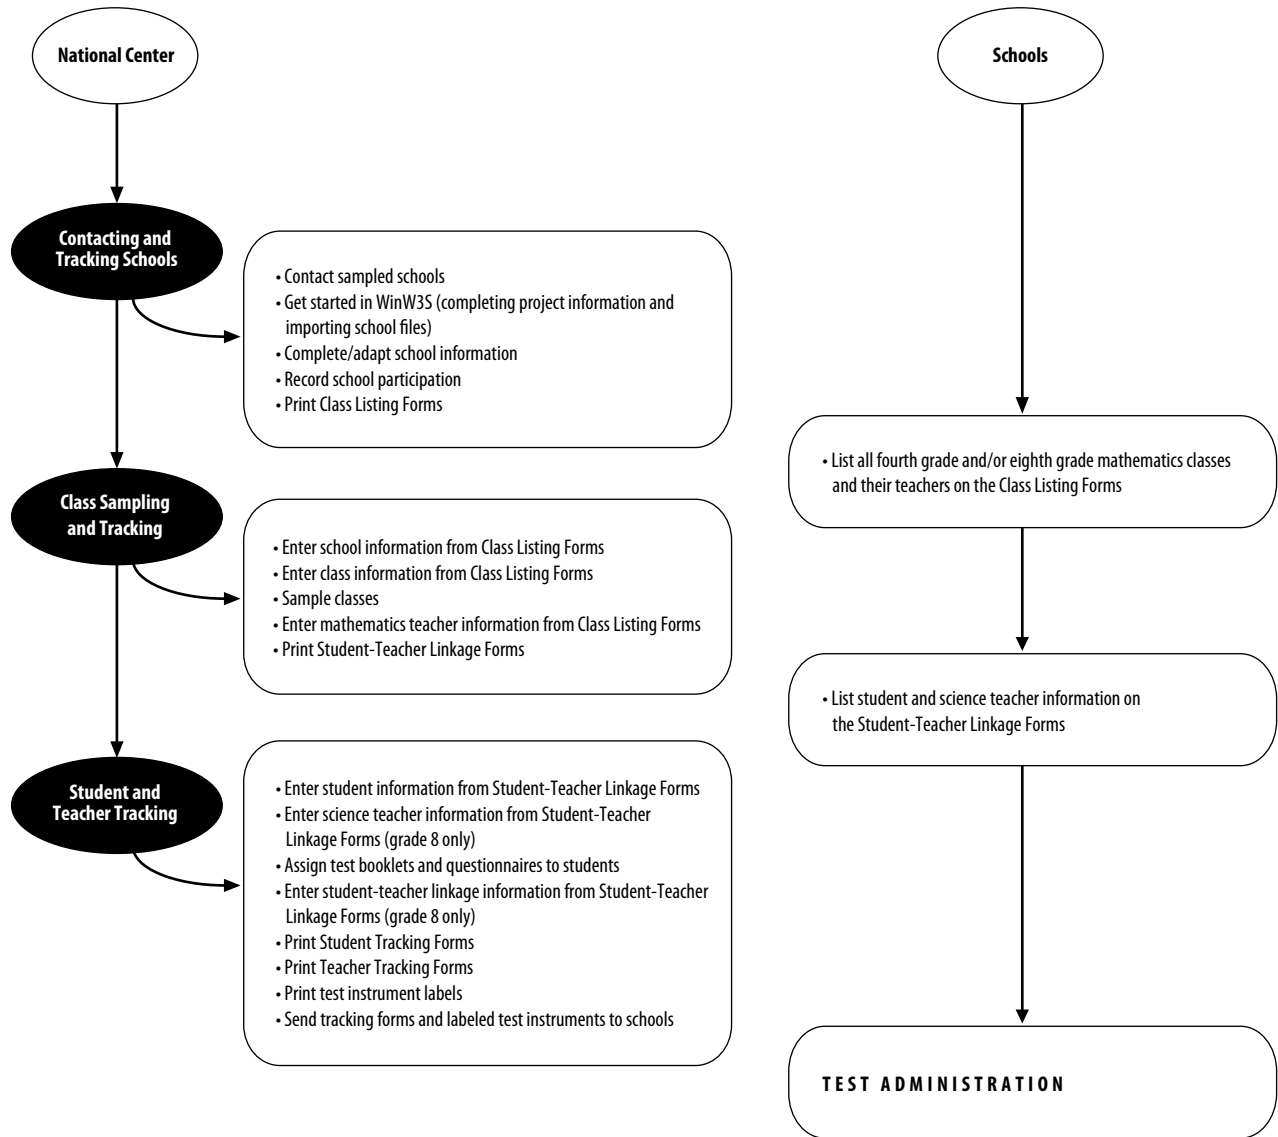 National Center
Contacting and
Tracking Schools
• Contact sampled schools
• Get started in WinW3S (completing project information and
importing school files)
• Complete/adapt school information
• Record school participation
• Print Class Listing Forms
Class Sampling
and Tracking
• Enter school information from Class Listing Forms
• Enter class information from Class Listing Forms
• Sample classes
• Enter mathematics teacher information from Class Listing Forms
• Print Student-Teacher Linkage Forms
Student and
Teacher Tracking
• Enter student information from Student-Teacher Linkage Forms
• Enter science teacher information from Student-Teacher
Linkage Forms (grade 8 only)
• Assign test booklets and questionnaires to students
• Enter student-teacher linkage information from Student-Teacher
Linkage Forms (grade 8 only)
• Print Student Tracking Forms
• Print Teacher Tracking Forms
• Print test instrument labels
• Send tracking forms and labeled test instruments to schools
Schools
• List all fourth grade and/or eighth grade mathematics classes
and their teachers on the Class Listing Forms
• List student and science teacher information on
the Student-Teacher Linkage Forms
TEST ADMINISTRATION